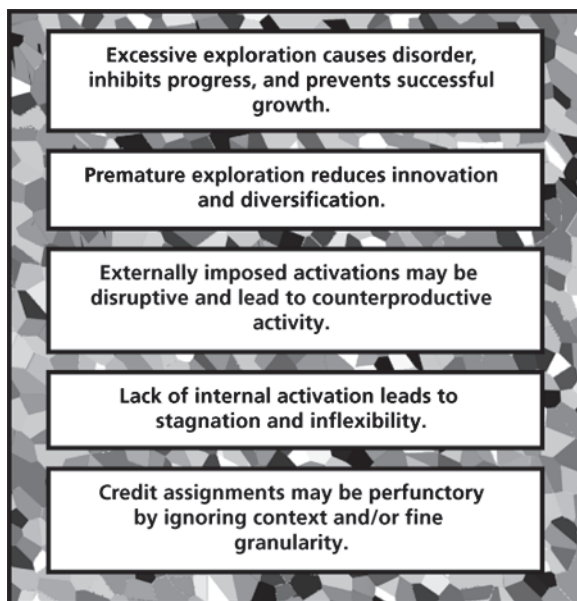 Excessive exploration causes disorder,
inhibits progress, and prevents successful
growth.
Premature exploration reduces innovation
and diversification.
Externally imposed activations may be
disruptive and lead to counterproductive
activity.
Lack of internal activation leads to
stagnation and inflexibility.
Credit assignments may be perfunctory
by ignoring context and/or fine
granularity.